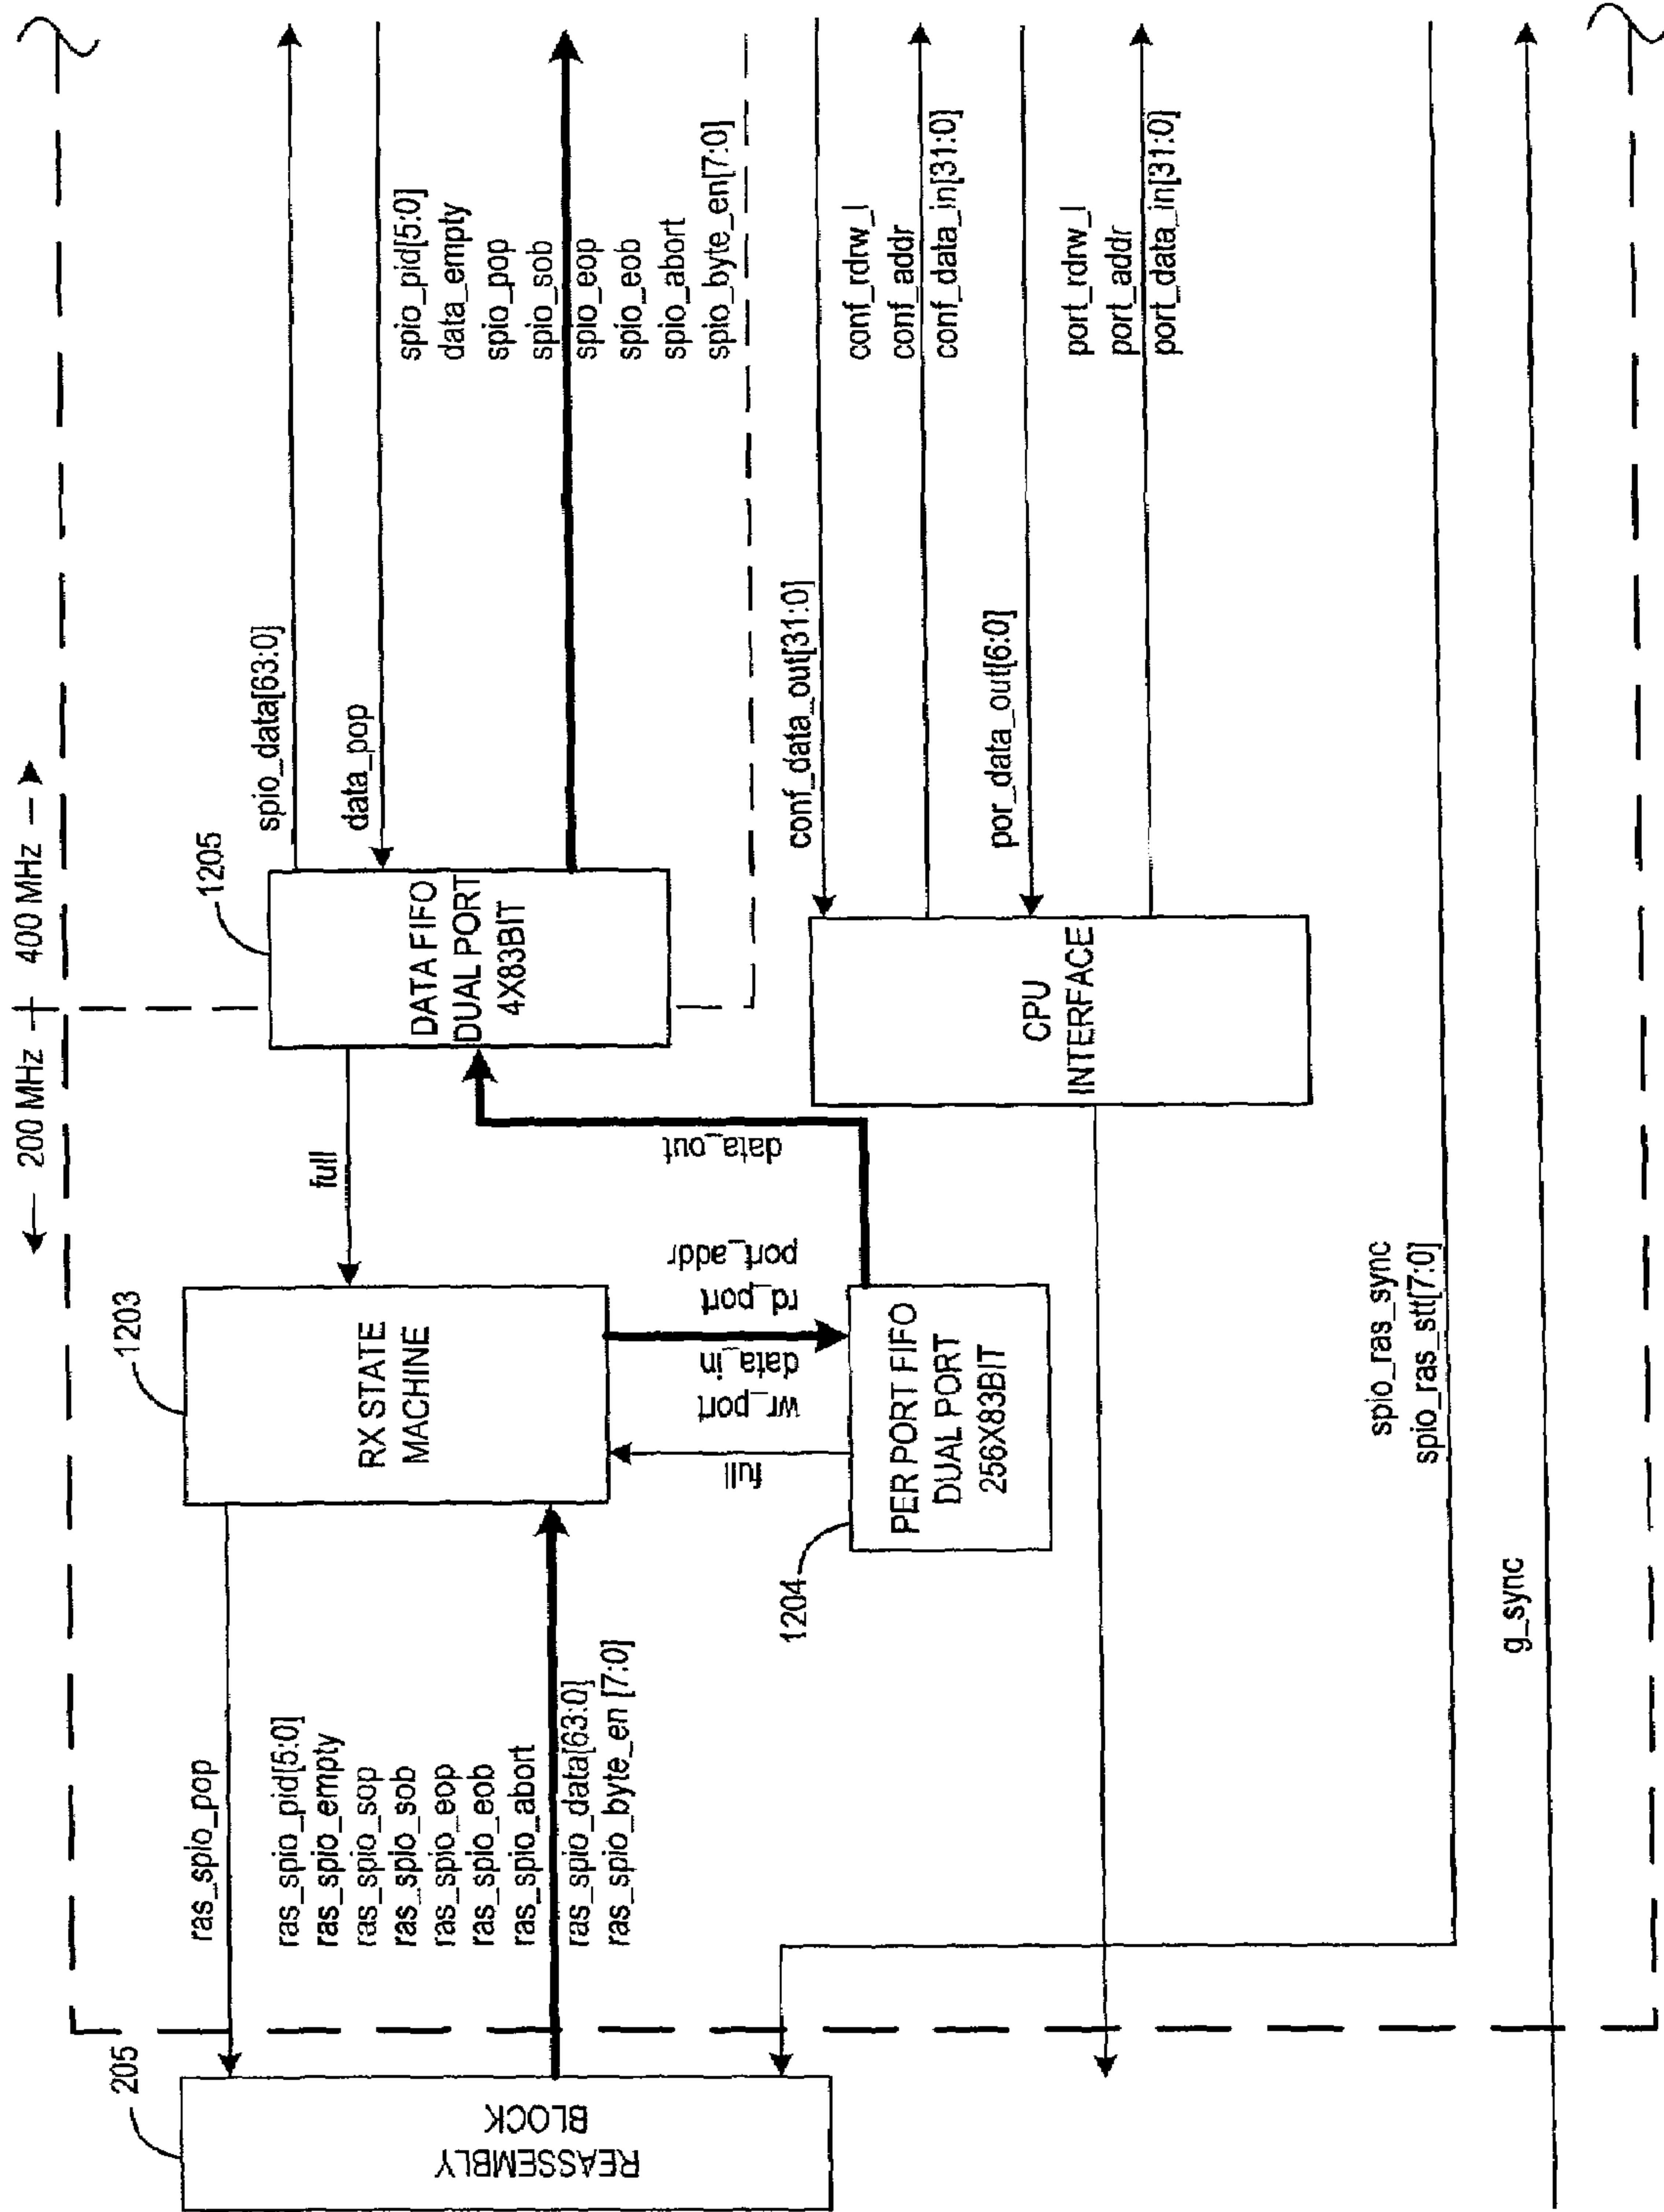 ← 200 MHz + 400 MHz →
205
REASSEMBLY
BLOCK
ras_spio_pop
ras_spio_pid[5:0]
ras_spio_empty
ras_spio_sop
ras_spio_sob
ras_spio_eop
ras_spio_eob
ras_spio_abort
ras_spio_data[63:0]
ras_spio_byte_en [7:0]
1203
RX STATE
MACHINE
full
full
wr_port
data_in
rd_port
port_addr
1204
PER PORT FIFO
DUAL PORT
256X83BIT
data_out
1205
DATA FIFO
DUAL PORT
4X83BIT
spio_data[63:0]
data_pop
spio_pid[5:0]
data_empty
spio_pop
spio_sob
spio_eop
spio_eob
spio_abort
spio_byte_en[7:0]
CPU
INTERFACE
conf_data_out[31:0]
conf_rdrw_l
conf_addr
conf_data_in[31:0]
por_data_out[6:0]
port_rdrw_l
port_addr
port_data_in[31:0]
spio_ras_sync
spio_ras_stt[7:0]
g_sync